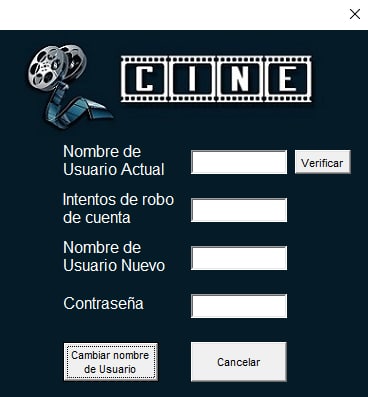 CINE
Nombre de
Usuario Actual
Verificar
Intentos de robo
de cuenta
Nombre de
Usuario Nuevo
Contraseña
Cambiar nombre
de Usuario
Cancelar